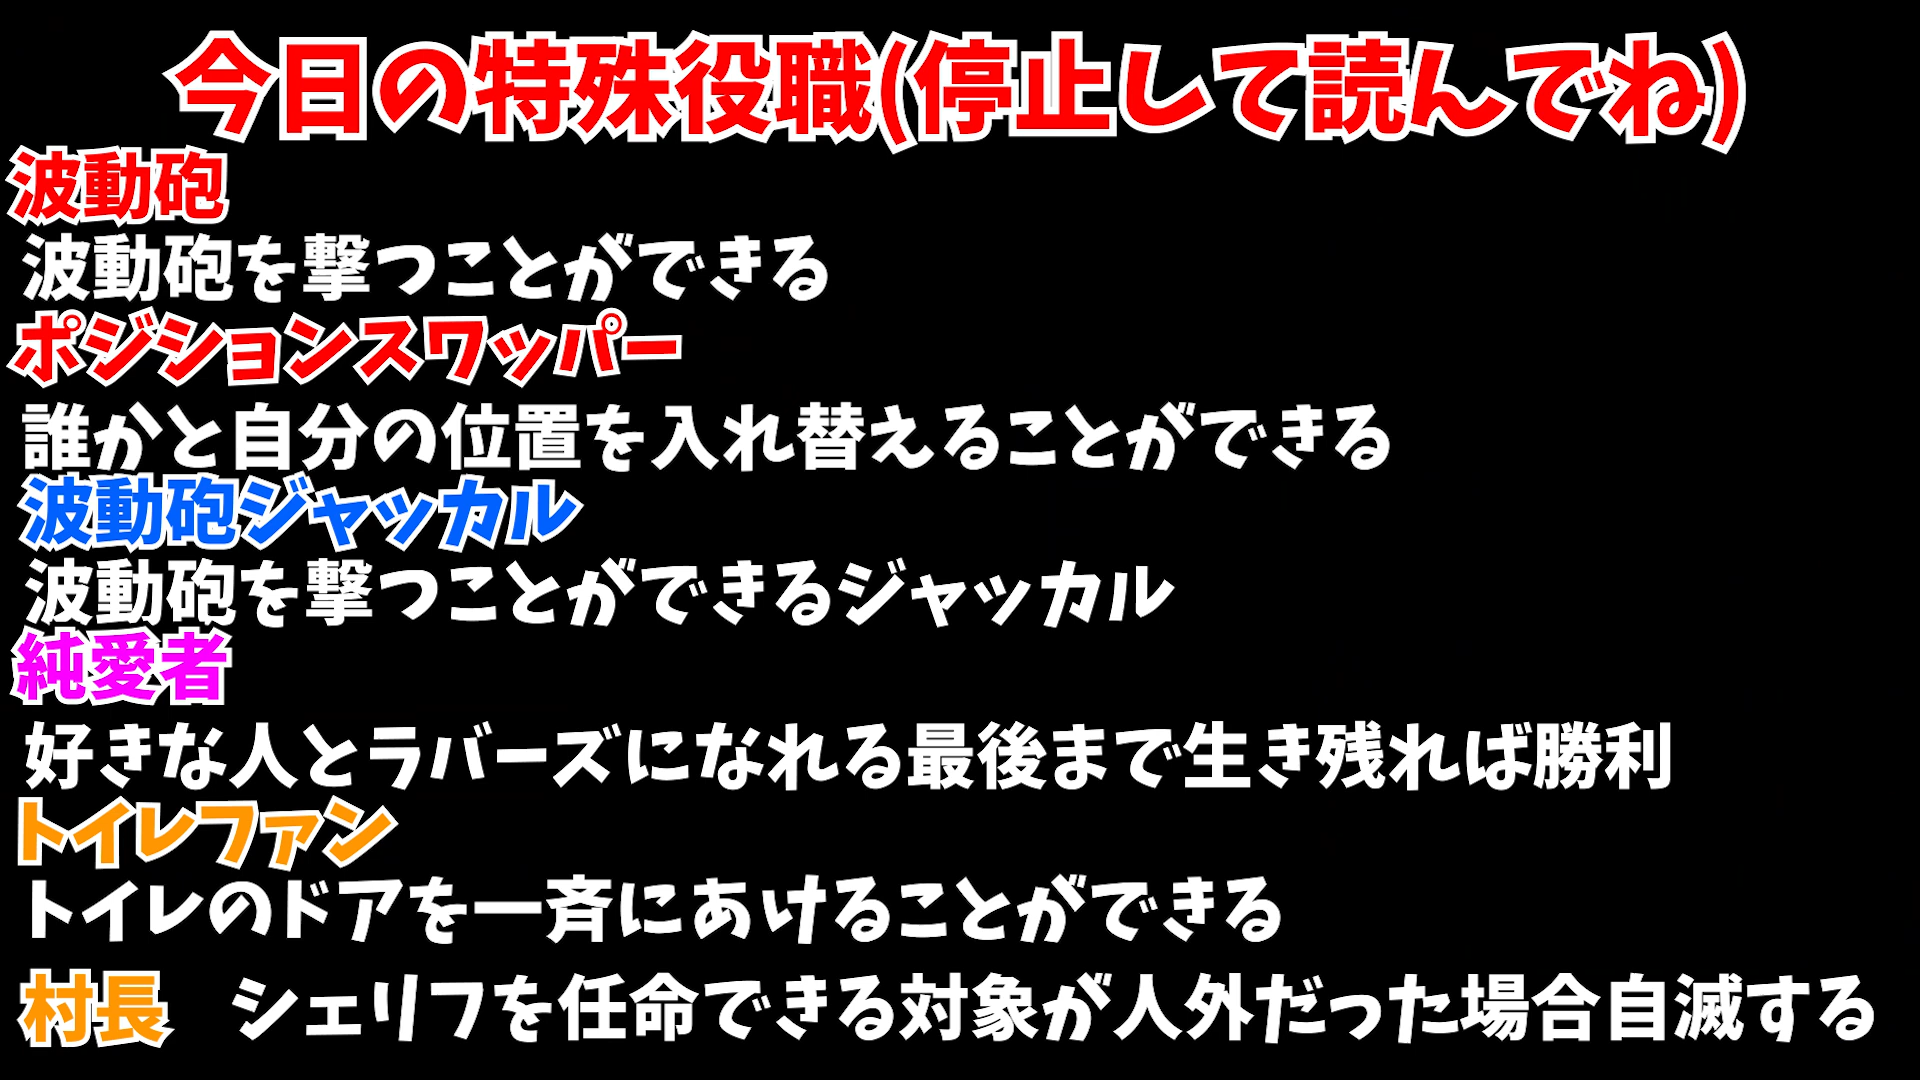 今日の特殊役職(停止して読んでね)
波動砲
波動砲を撃つことができる
ポジションスワッパー
誰かと自分の位置を入れ替えることができる
波動砲ジャッカル
波動砲を撃つことができるジャッカル
純愛者
好きな人とラバーズになれる最後まで生き残れば勝利
トイレファン
トイレのドアを一斉にあけることができる
村長　シェリフを任命できる対象が人外だった場合自滅する